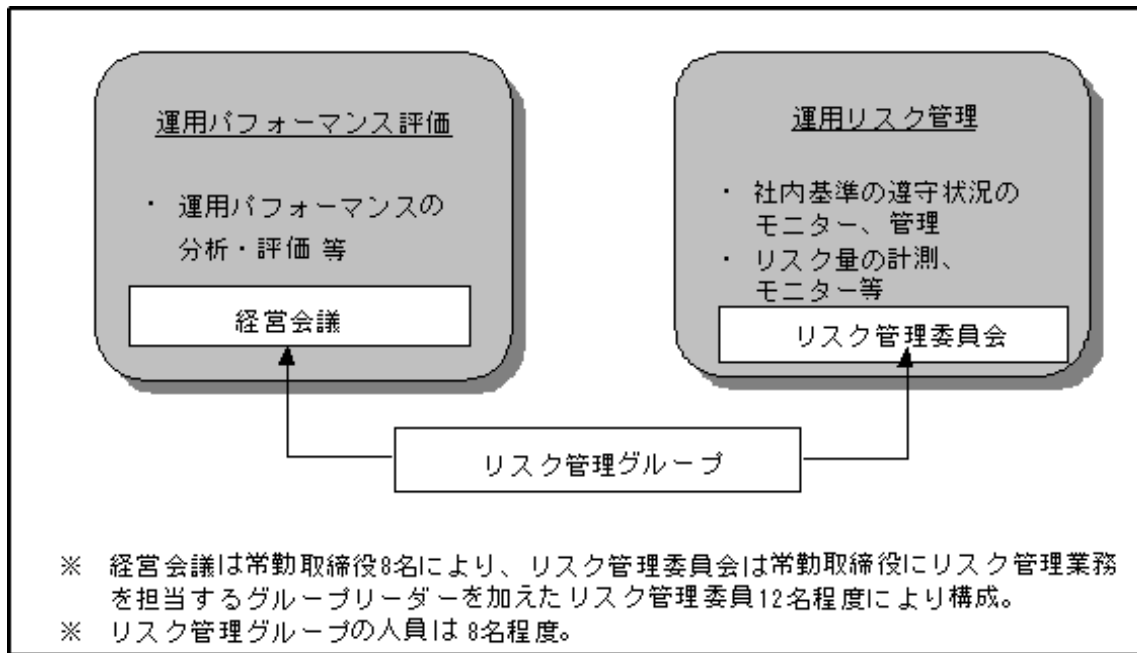 運用パフォーマンス評価
・ 運用パフォーマンスの
分析・評価 等
経営会議
運用リスク管理
・ 社内基準の遵守状況の
モニター、管理
・ リスク量の計測、
モニター等
リスク管理委員会
リスク管理グループ
※ 経営会議は常勤取締役8名により、リスク管理委員会は常勤取締役にリスク管理業務
を担当するグループリーダーを加えたリスク管理委員12名程度により構成。
※ リスク管理グループの人員は8名程度。